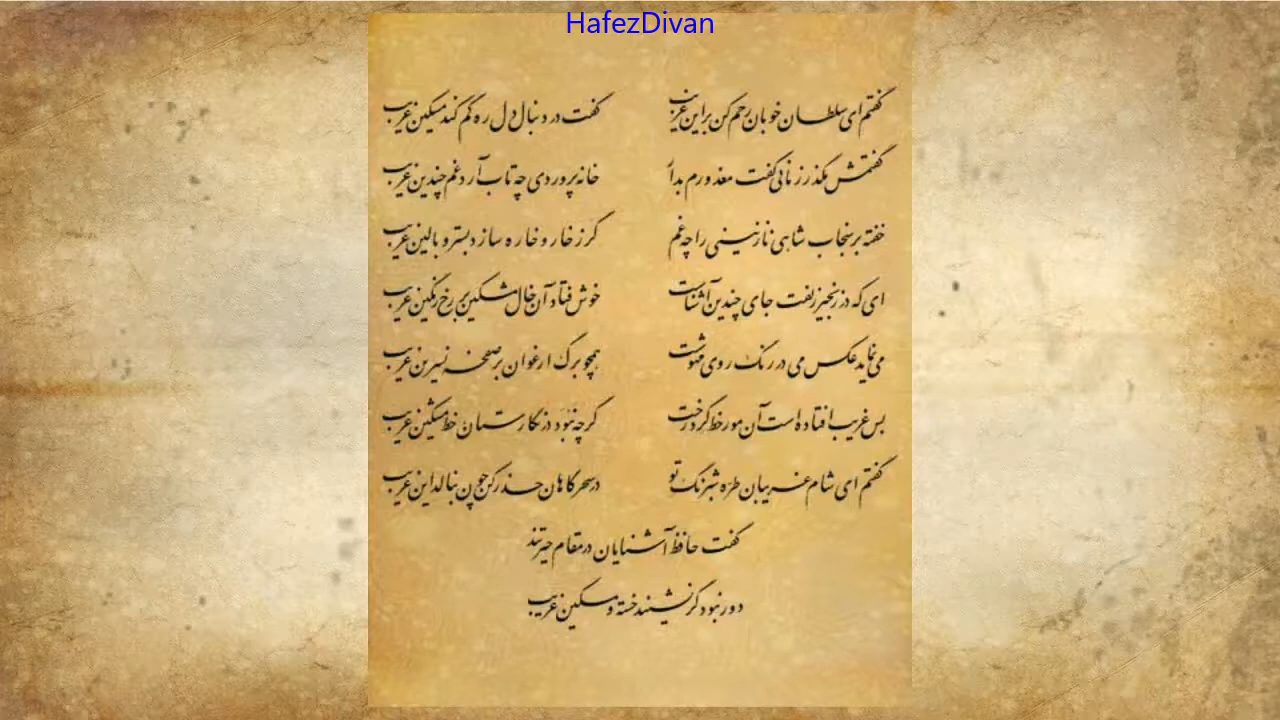 HafezDivan
گفتم ای سلطان خوبان رحم کن بر این غریب گفت در دنبال دل ره گم کند مسکین غریب
گفتمش مگذر زمانی گفت معذورم بدار خانه پروردی چه تاب آرد غم چندین غریب
خفته بر سنجاب شاهی نازنینی را چه غم گر ز خار و خاره سازد بستر و بالین غریب
ای که در زنجیر زلفت جای چندین آشناست خوش فتاد آن خال مشکین بر رخ رنگین غریب
می نماید عکس می در رنگ روی مهوشت همچو برگ ارغوان بر صفحه نسرین غریب
بس غریب افتاده است آن مور خط گرد رخت گرچه نبود در نگارستان خط مشکین غریب
گفتم ای شام غریبان طره شبرنگ تو در سحرگاهان حذر کن چون بنالد این غریب
گفت حافظ آشنایان در مقام حیرتند
دور نبود گر نشیند خسته و مسکین غریب